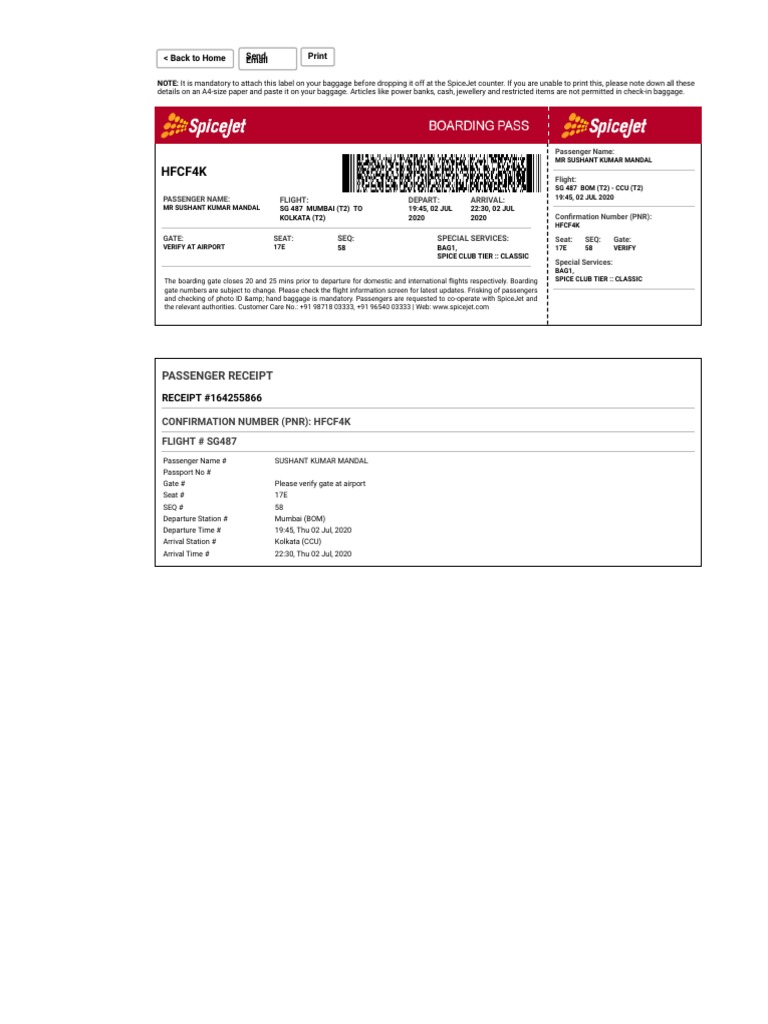 < Back to Home
Send
Email
Print
NOTE: It is mandatory to attach this label on your baggage before dropping it off at the SpiceJet counter. If you are unable to print this, please note down all these
details on an A4-size paper and paste it on your baggage. Articles like power banks, cash, jewellery and restricted items are not permitted in check-in baggage.
SpiceJet
BOARDING PASS
HFCF4K
PASSENGER NAME:
MR SUSHANT KUMAR MANDAL
FLIGHT:
SG 487 MUMBAI (T2) TO
KOLKATA (T2)
DEPART:
19:45, 02 JUL
2020
ARRIVAL:
22:30, 02 JUL
2020
GATE:
VERIFY AT AIRPORT
SEAT:
17E
SEQ:
58
SPECIAL SERVICES:
BAG1,
SPICE CLUB TIER :: CLASSIC
The boarding gate closes 20 and 25 mins prior to departure for domestic and international flights respectively. Boarding
gate numbers are subject to change. Please check the flight information screen for latest updates. Frisking of passengers
and checking of photo ID &amp; hand baggage is mandatory. Passengers are requested to co-operate with SpiceJet and
the relevant authorities. Customer Care No.: +91 98718 03333, +91 96540 03333 | Web: www.spicejet.com
SpiceJet
Passenger Name:
MR SUSHANT KUMAR MANDAL
Flight:
SG 487 BOM (T2) - CCU (T2)
19:45, 02 JUL 2020
Confirmation Number (PNR):
HFCF4K
Seat: SEQ: Gate:
17E 58 VERIFY
Special Services:
BAG1,
SPICE CLUB TIER :: CLASSIC
PASSENGER RECEIPT
RECEIPT #164255866
CONFIRMATION NUMBER (PNR): HFCF4K
FLIGHT # SG487
Passenger Name # SUSHANT KUMAR MANDAL
Passport No #
Gate # Please verify gate at airport
Seat # 17E
SEQ # 58
Departure Station # Mumbai (BOM)
Departure Time # 19:45, Thu 02 Jul, 2020
Arrival Station # Kolkata (CCU)
Arrival Time # 22:30, Thu 02 Jul, 2020